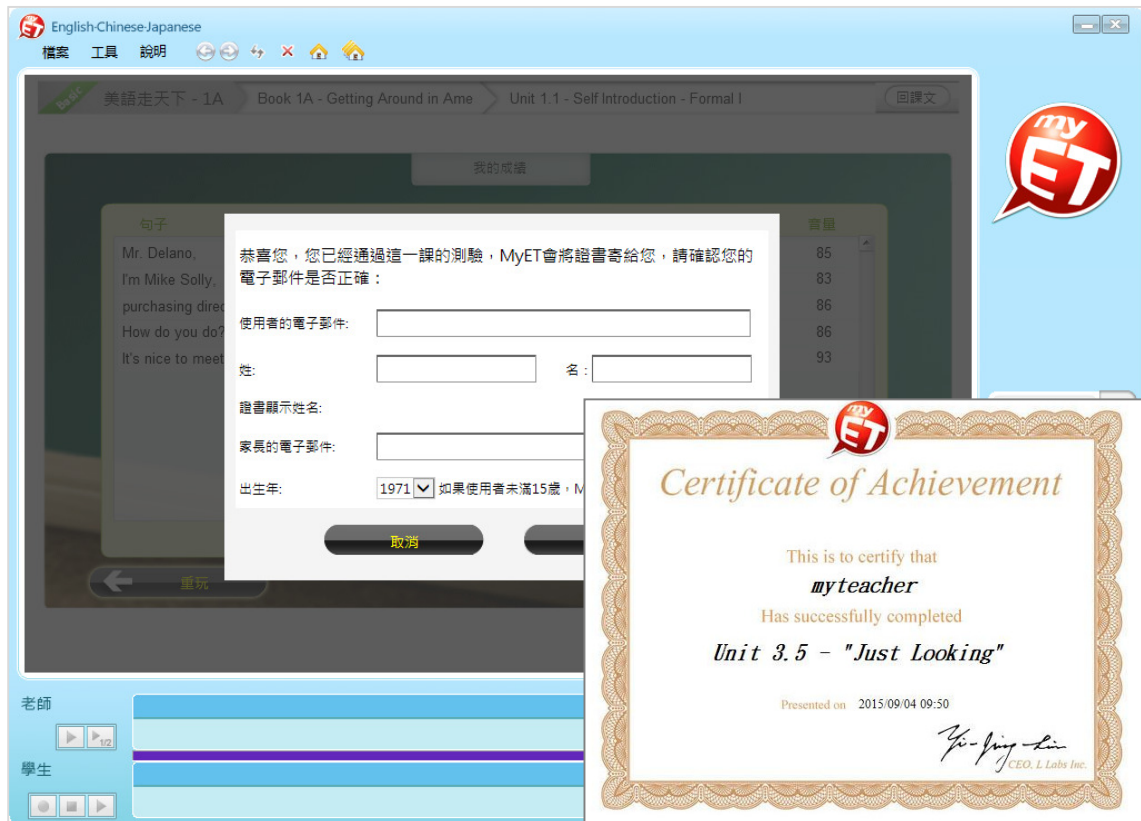 English-Chinese-Japanese
檔案 工具 說明
Basic 美語走天下 - 1A Book 1A - Getting Around in Ame Unit 1.1 - Self Introduction - Formal I 回課文
my ET
我的成績
句子 音量
Mr. Delano, 85
I'm Mike Solly, 83
purchasing direc 86
How do you do? 86
It's nice to meet 93
恭喜您，您已經通過這一課的測驗，MyET會將證書寄給您，請確認您的
電子郵件是否正確：
使用者的電子郵件:
姓: 名：
證書顯示姓名:
家長的電子郵件:
出生年: 1971 如果使用者未滿15歲，M
取消
重玩
my ET
Certificate of Achievement
This is to certify that
myteacher
Has successfully completed
Unit 3.5 - "Just Looking"
Presented on 2015/09/04 09:50
Yi-Jing Lin
CEO, L Labs Inc.
老師
1/2
學生